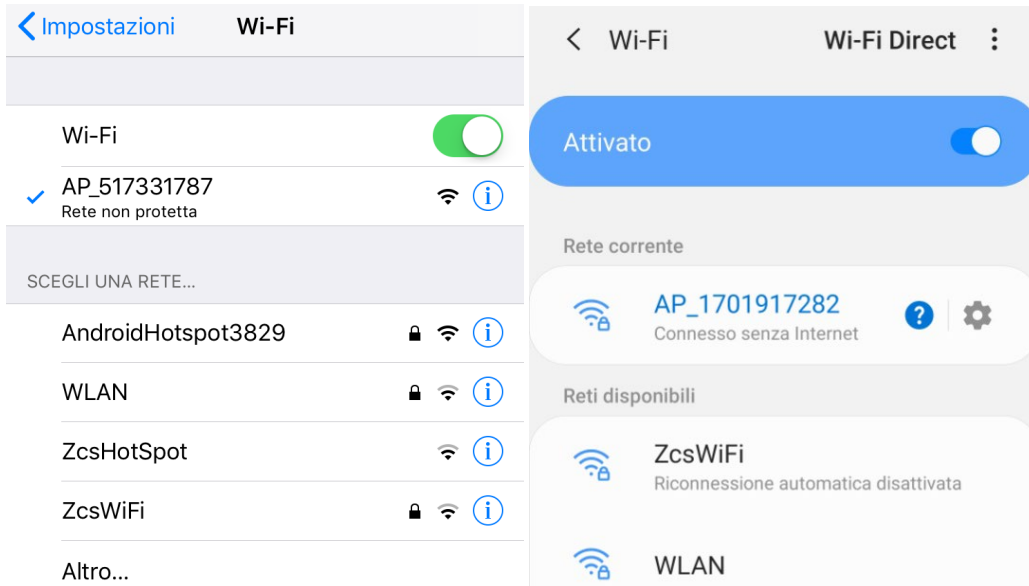 Impostazioni
Wi-Fi
Wi-Fi
AP_517331787
Rete non protetta
SCEGLI UNA RETE...
AndroidHotspot3829
WLAN
ZcsHotSpot
ZcsWiFi
Altro...
Wi-Fi
Wi-Fi Direct
Attivato
Rete corrente
AP_1701917282
Connesso senza Internet
Reti disponibili
ZcsWiFi
Riconnessione automatica disattivata
WLAN